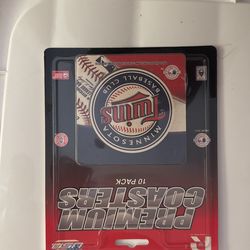 MINNESOTA
Twins
BASEBALL CLUB
PREMIUM
COASTERS
10 PACK